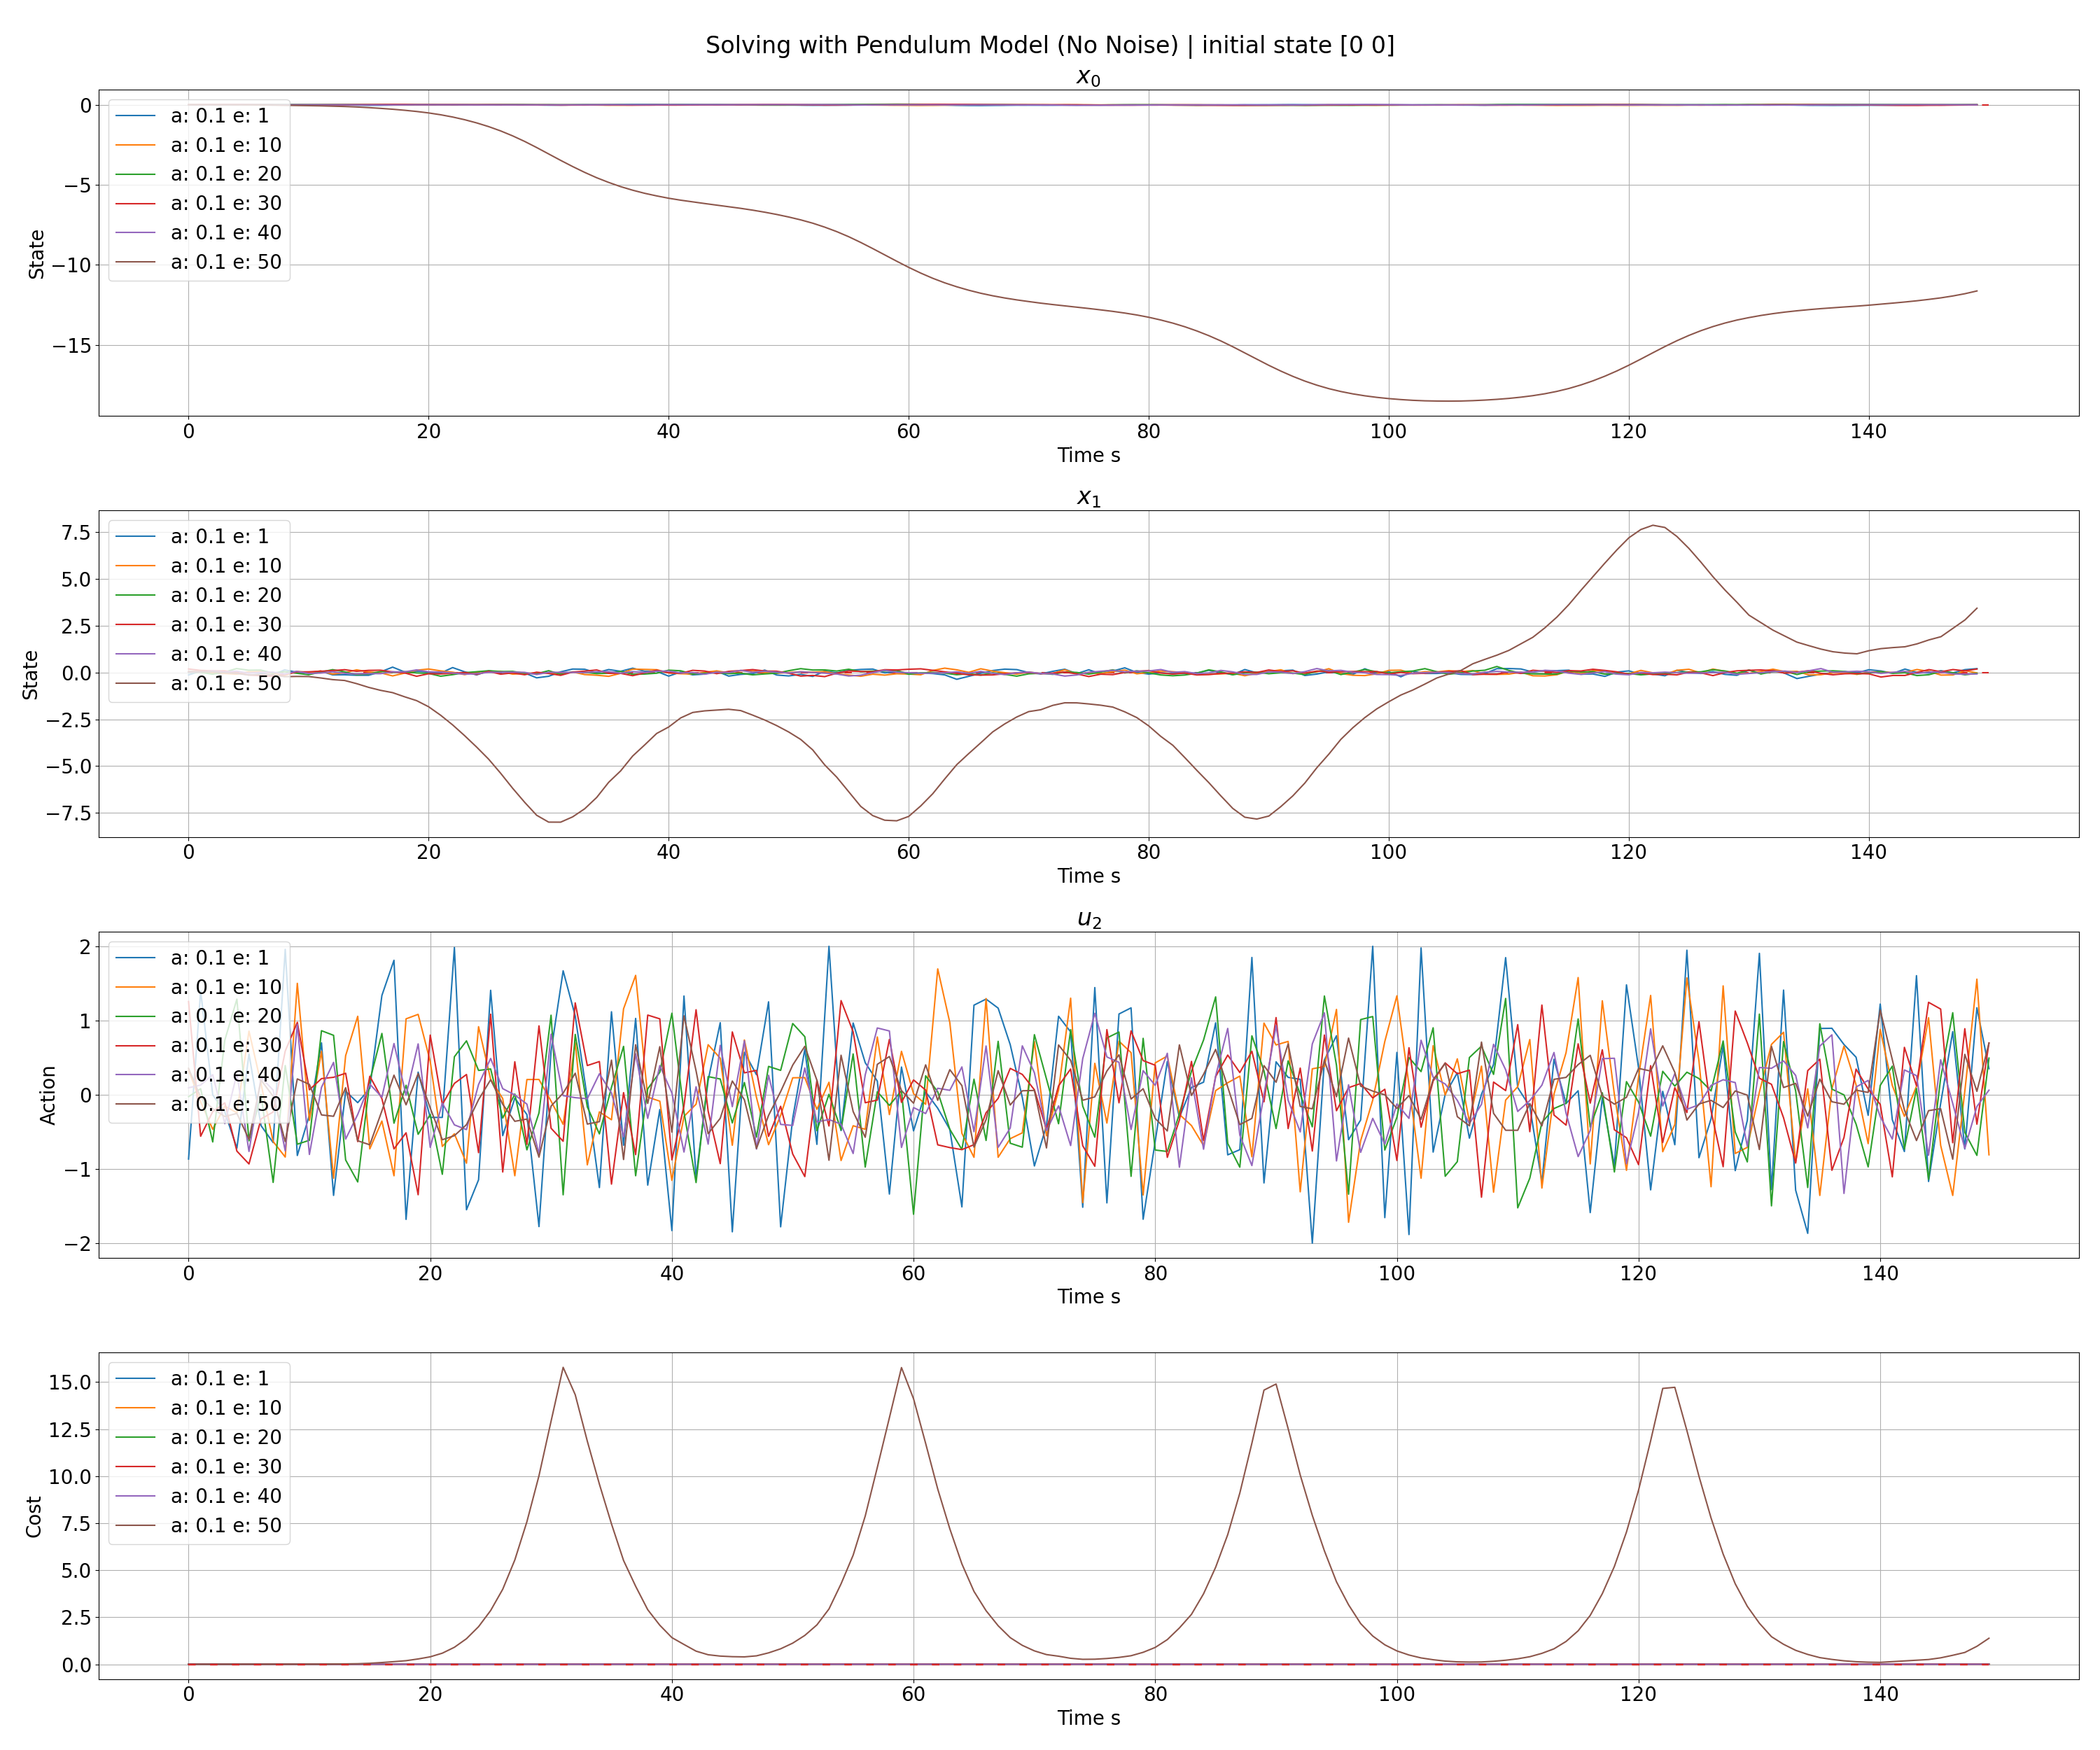 Solving with Pendulum Model (No Noise) | initial state [0 0]
x0
State
0
−5
−10
−15
a: 0.1 e: 1
a: 0.1 e: 10
a: 0.1 e: 20
a: 0.1 e: 30
a: 0.1 e: 40
a: 0.1 e: 50
0 20 40 60 80 100 120 140
Time s
x1
State
7.5
5.0
2.5
0.0
−2.5
−5.0
−7.5
a: 0.1 e: 1
a: 0.1 e: 10
a: 0.1 e: 20
a: 0.1 e: 30
a: 0.1 e: 40
a: 0.1 e: 50
0 20 40 60 80 100 120 140
Time s
u2
Action
2
1
0
−1
−2
a: 0.1 e: 1
a: 0.1 e: 10
a: 0.1 e: 20
a: 0.1 e: 30
a: 0.1 e: 40
a: 0.1 e: 50
0 20 40 60 80 100 120 140
Time s
Cost
15.0
12.5
10.0
7.5
5.0
2.5
0.0
a: 0.1 e: 1
a: 0.1 e: 10
a: 0.1 e: 20
a: 0.1 e: 30
a: 0.1 e: 40
a: 0.1 e: 50
0 20 40 60 80 100 120 140
Time s